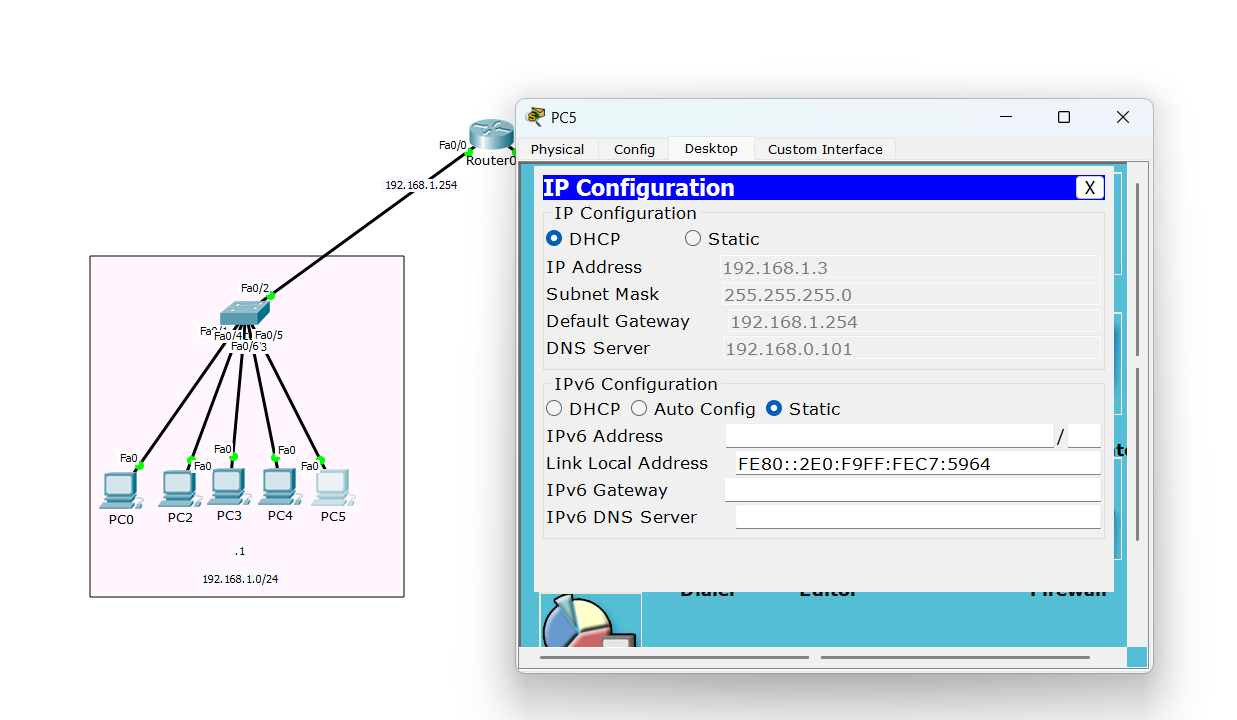 PC5
Physical
Config
Desktop
Custom Interface
IP Configuration
X
IP Configuration
DHCP
Static
IP Address
192.168.1.3
Subnet Mask
255.255.255.0
Default Gateway
192.168.1.254
DNS Server
192.168.0.101
IPv6 Configuration
DHCP
Auto Config
Static
IPv6 Address
/
Link Local Address
FE80::2E0:F9FF:FEC7:5964
IPv6 Gateway
IPv6 DNS Server
Dialer
Editor
Firewall
Fa0/0
Router0
192.168.1.254
Fa0/2
Fa0/4
Fa0/5
Fa0/6
Fa0
Fa0
Fa0
Fa0
Fa0
PC0
PC2
PC3
PC4
PC5
.1
192.168.1.0/24